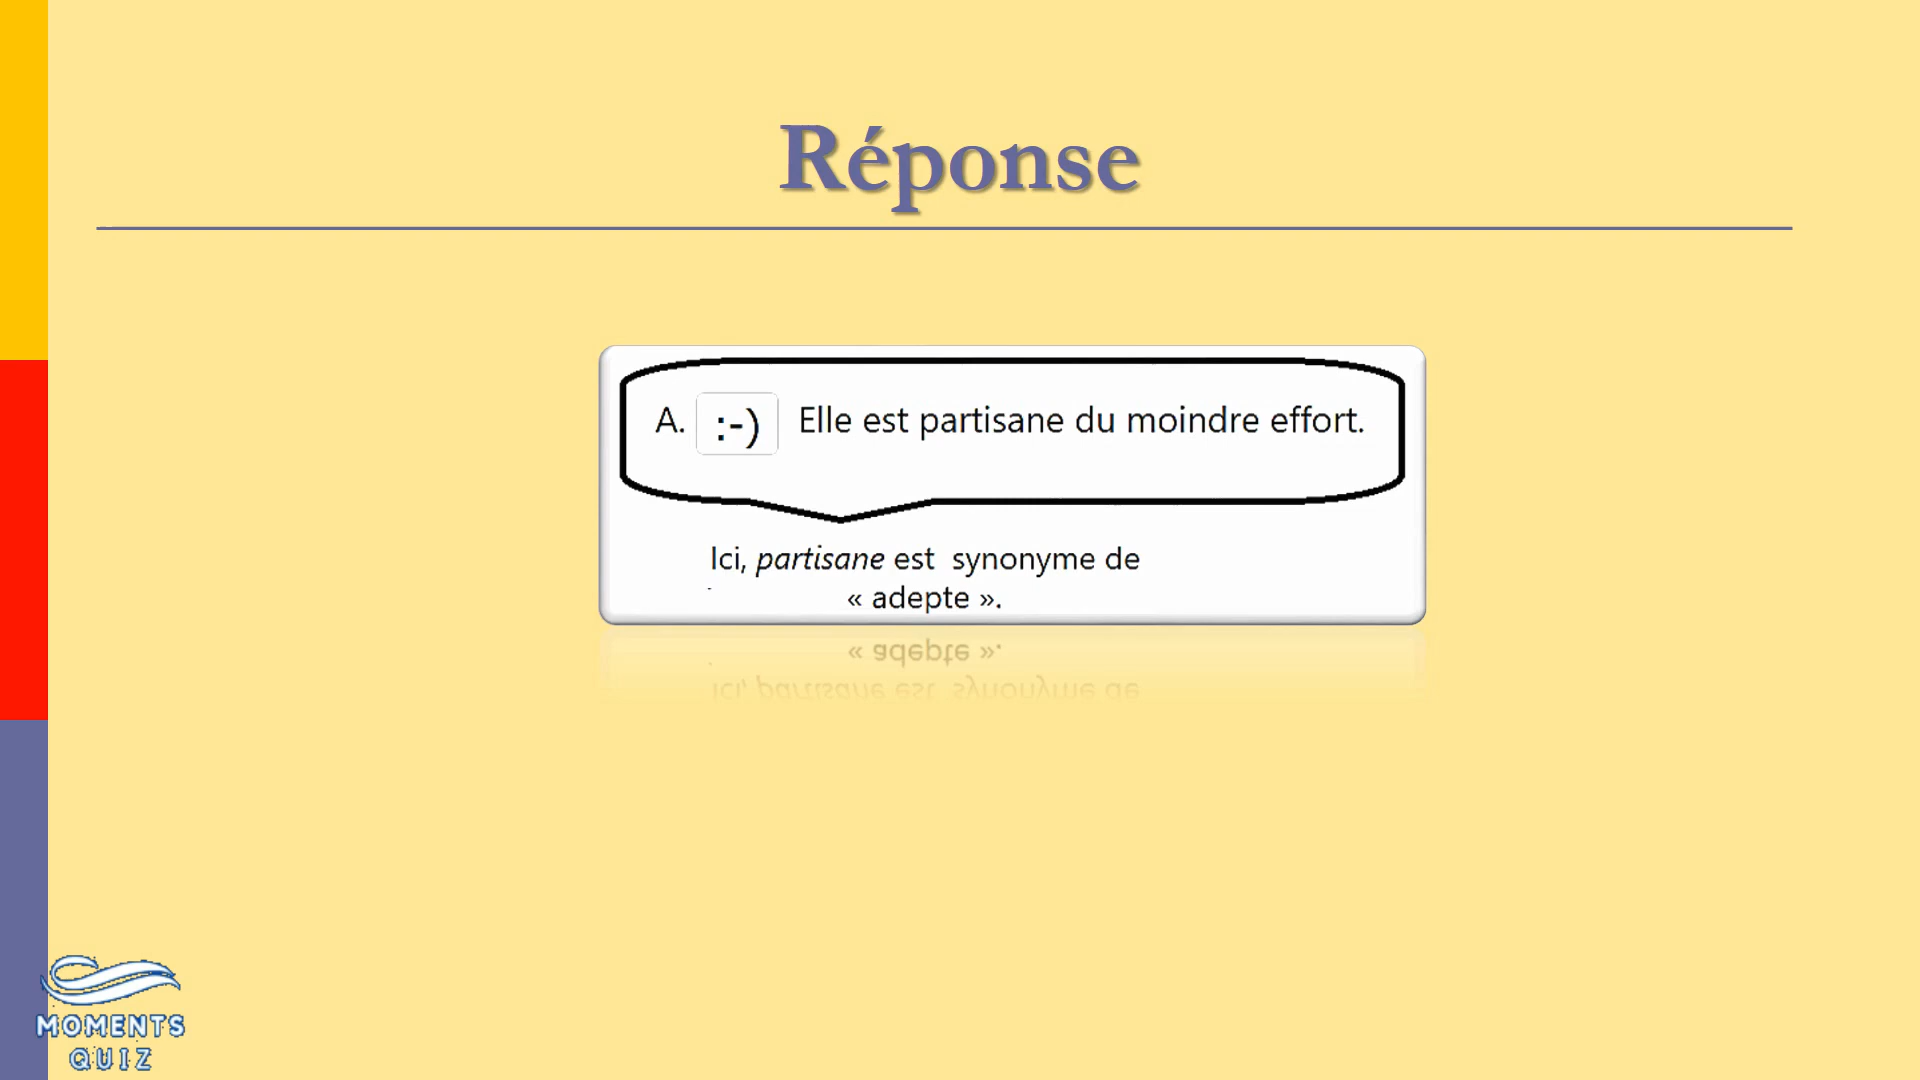 Réponse
A. :-) Elle est partisane du moindre effort.
Ici, partisane est synonyme de
« adepte ».
MOMENTS
QUIZ